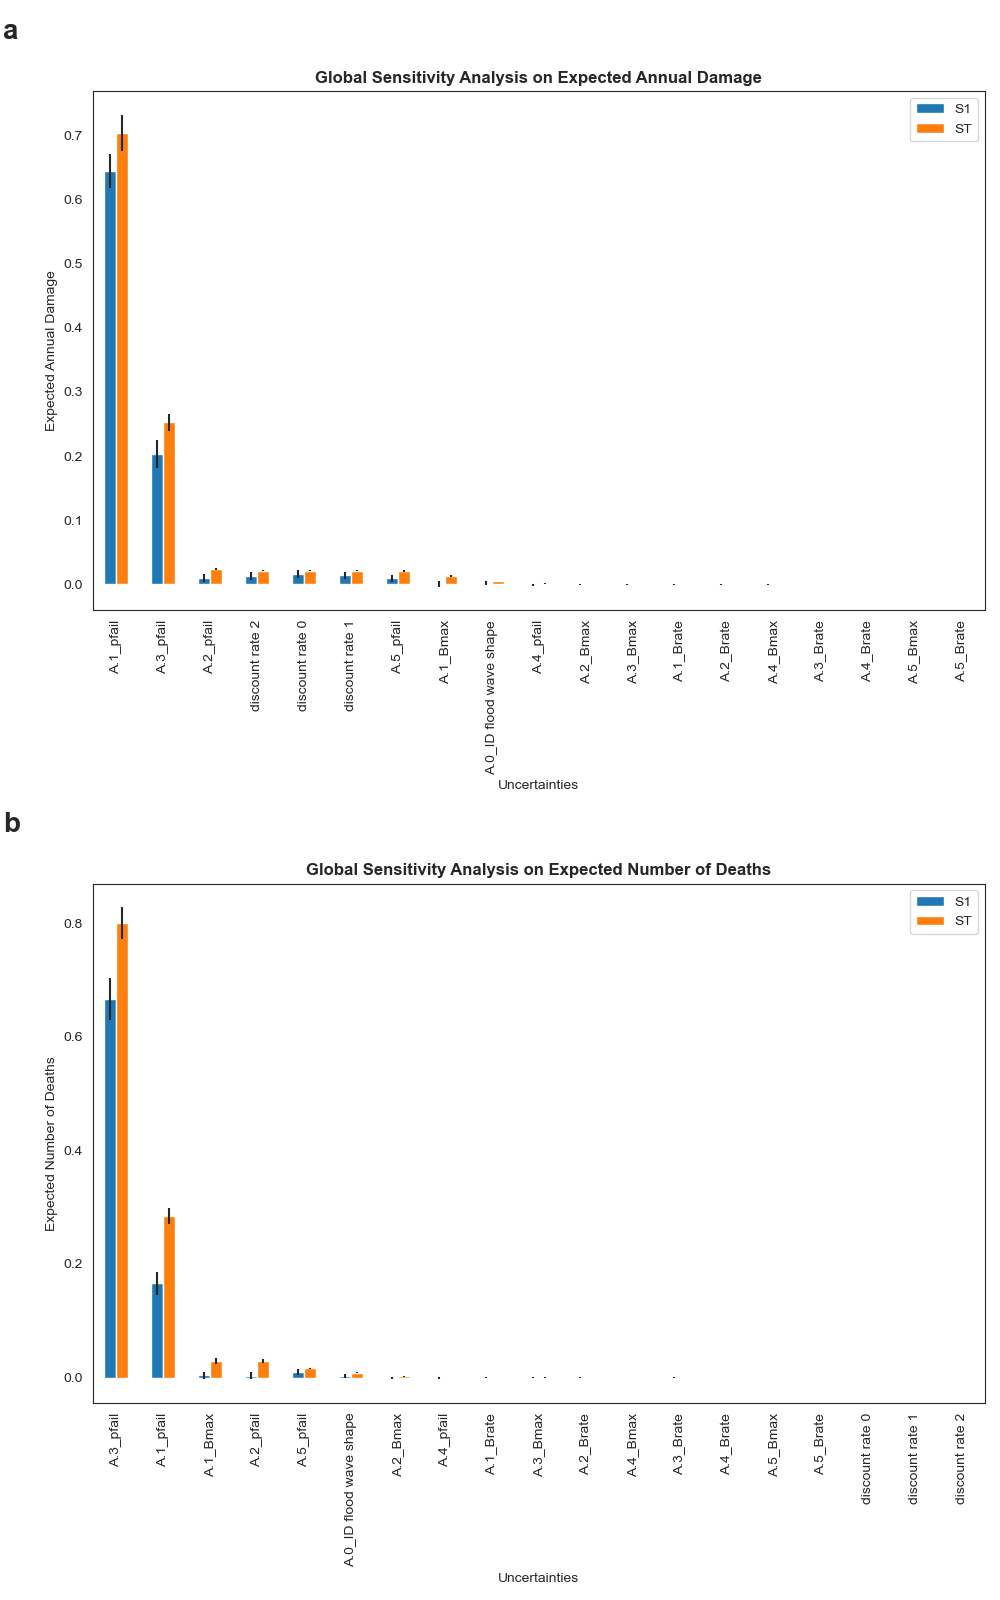 a
Global Sensitivity Analysis on Expected Annual Damage
S1
ST
Expected Annual Damage
0.7
0.6
0.5
0.4
0.3
0.2
0.1
0.0
A.1_pfail
A.3_pfail
A.2_pfail
discount rate 2
discount rate 0
discount rate 1
A.5_pfail
A.1_Bmax
A.0_ID flood wave shape
A.4_pfail
A.2_Bmax
A.3_Bmax
A.1_Brate
A.2_Brate
A.4_Bmax
A.3_Brate
A.4_Brate
A.5_Bmax
A.5_Brate
Uncertainties
b
Global Sensitivity Analysis on Expected Number of Deaths
S1
ST
Expected Number of Deaths
0.8
0.6
0.4
0.2
0.0
A.3_pfail
A.1_pfail
A.1_Bmax
A.2_pfail
A.5_pfail
A.0_ID flood wave shape
A.2_Bmax
A.4_pfail
A.1_Brate
A.3_Bmax
A.2_Brate
A.4_Bmax
A.3_Brate
A.4_Brate
A.5_Bmax
A.5_Brate
discount rate 0
discount rate 1
discount rate 2
Uncertainties